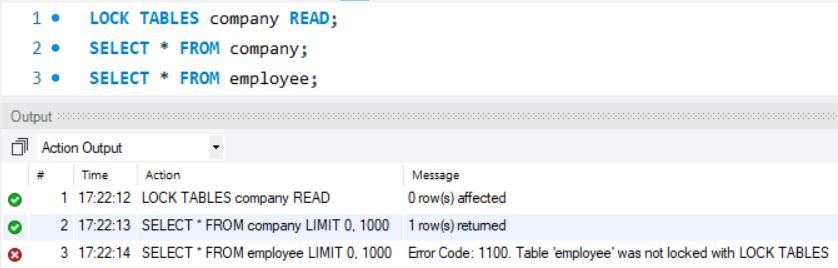 1 LOCK TABLES company READ;
2 SELECT * FROM company;
3 SELECT * FROM employee;
Output
Action Output
# Time Action Message
1 17:22:12 LOCK TABLES company READ 0 row(s) affected
2 17:22:13 SELECT * FROM company LIMIT 0, 1000 1 row(s) returned
3 17:22:14 SELECT * FROM employee LIMIT 0, 1000 Error Code: 1100. Table 'employee' was not locked with LOCK TABLES